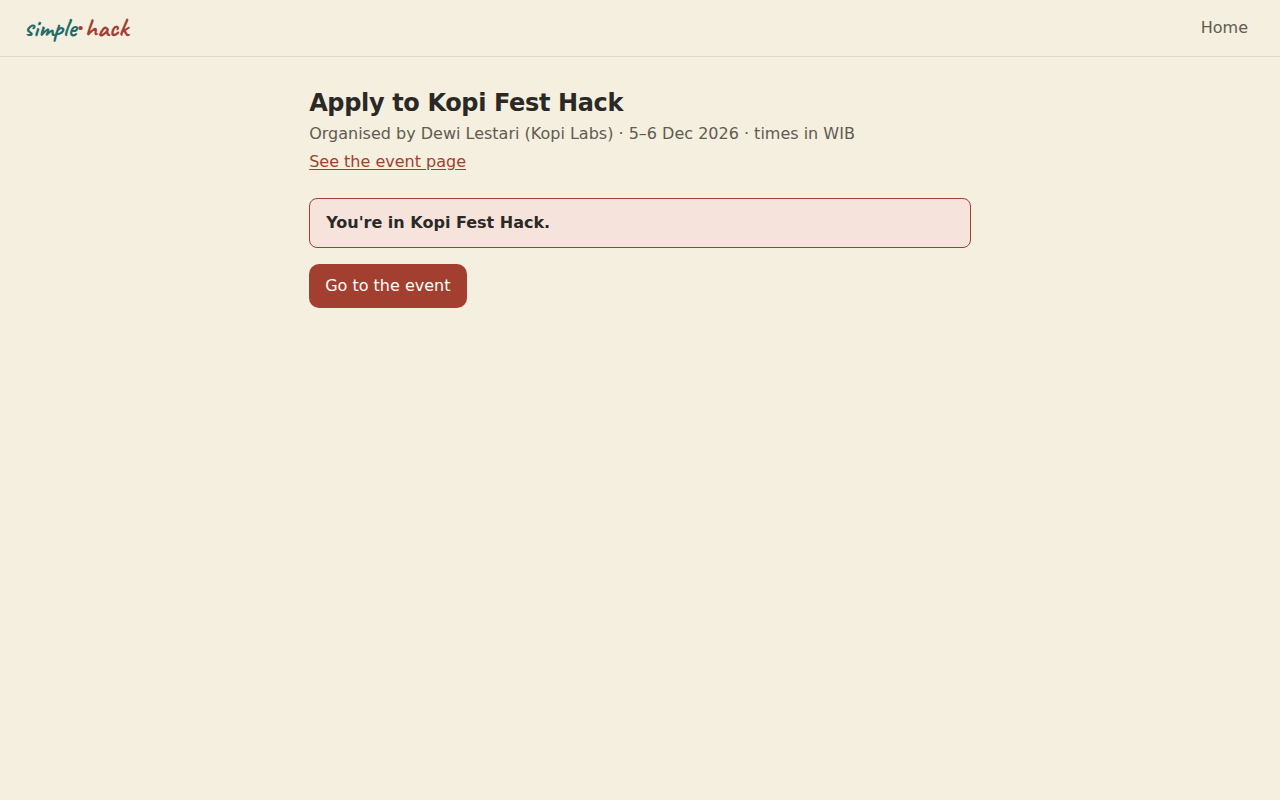 simple·hack
Home
Apply to Kopi Fest Hack
Organised by Dewi Lestari (Kopi Labs) · 5–6 Dec 2026 · times in WIB
See the event page
You're in Kopi Fest Hack.
Go to the event